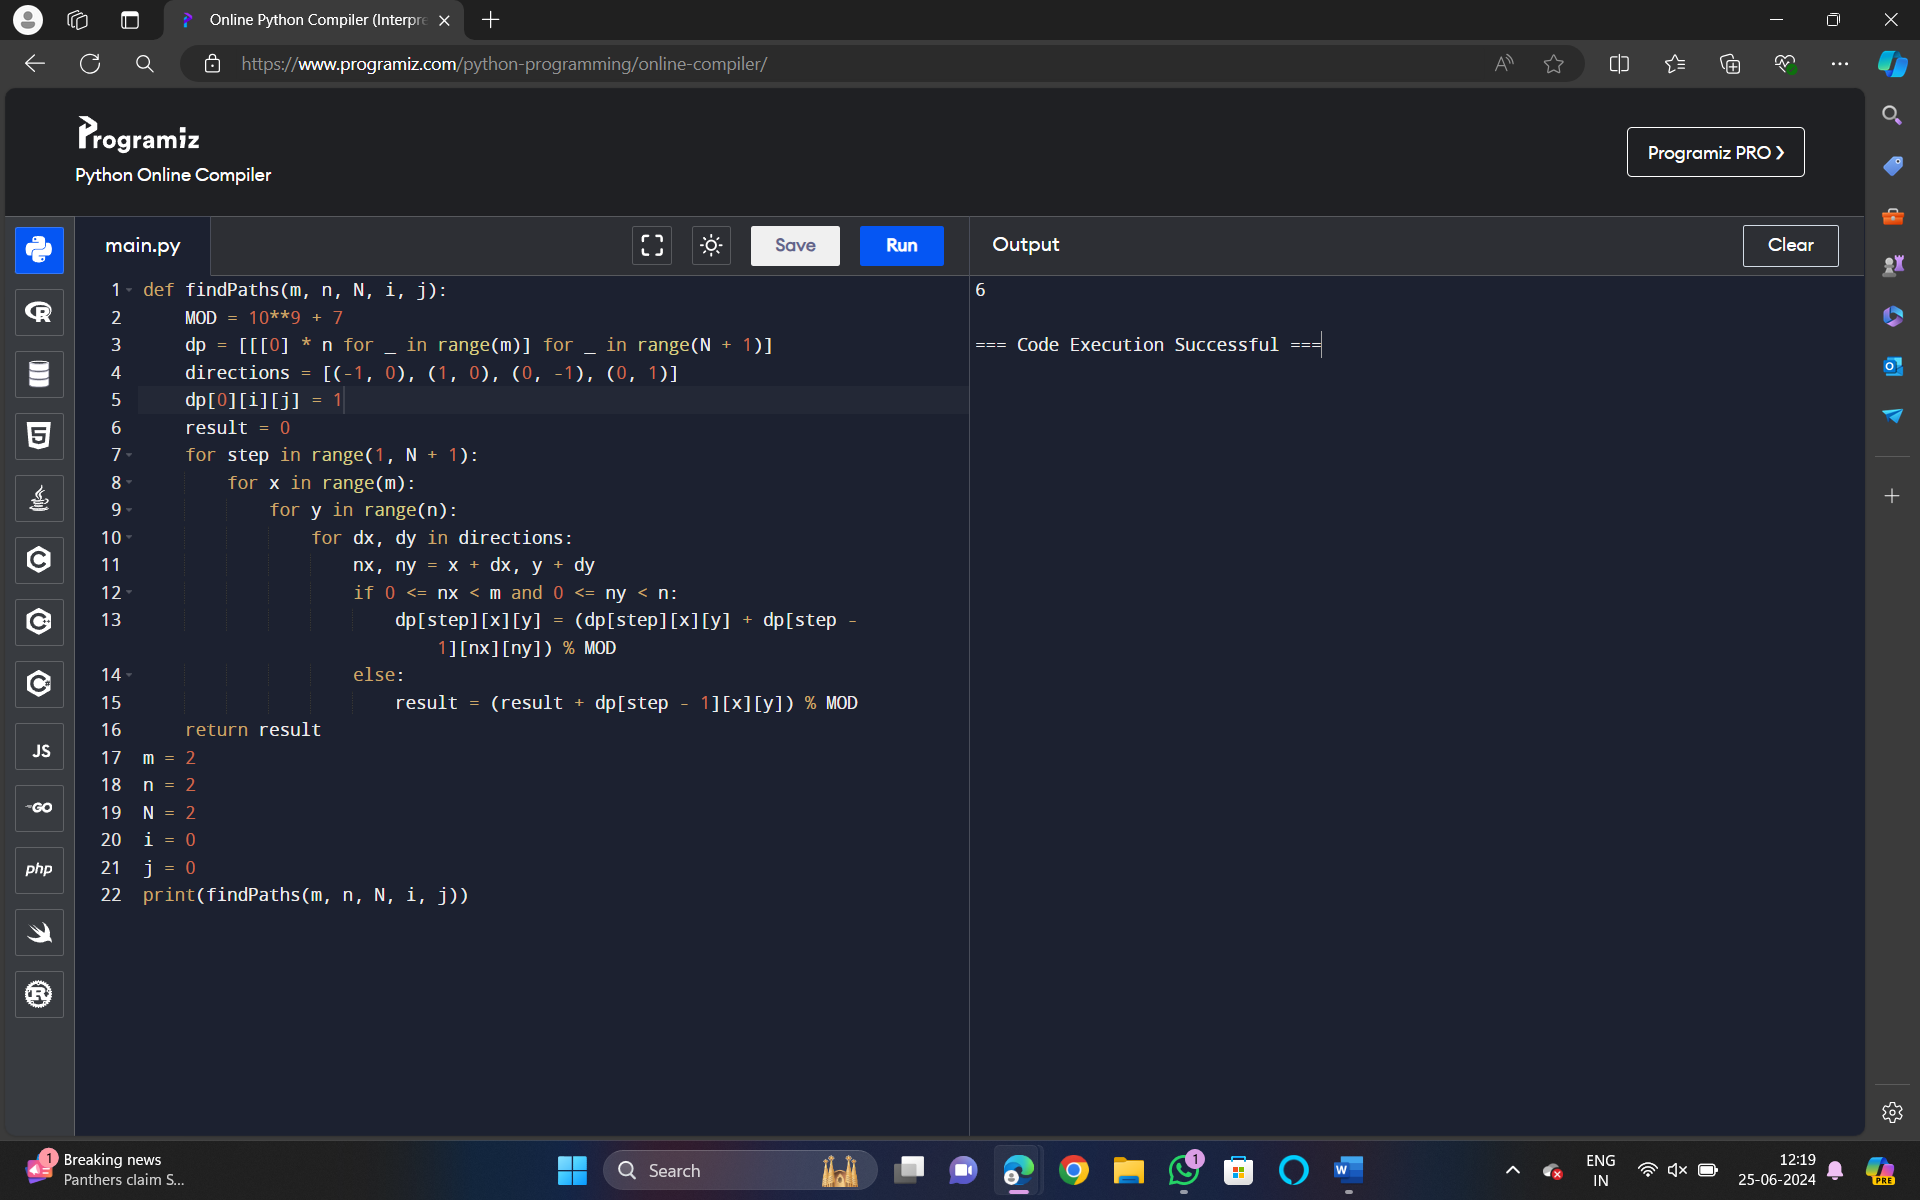 Online Python Compiler (Interpre
https://www.programiz.com/python-programming/online-compiler/
Programiz
Python Online Compiler
Programiz PRO ❯
main.py
Save
Run
Output
Clear
1 def findPaths(m, n, N, i, j):
2     MOD = 10**9 + 7
3     dp = [[[0] * n for _ in range(m)] for _ in range(N + 1)]
4     directions = [(-1, 0), (1, 0), (0, -1), (0, 1)]
5     dp[0][i][j] = 1
6     result = 0
7     for step in range(1, N + 1):
8         for x in range(m):
9             for y in range(n):
10                 for dx, dy in directions:
11                     nx, ny = x + dx, y + dy
12                     if 0 <= nx < m and 0 <= ny < n:
13                         dp[step][x][y] = (dp[step][x][y] + dp[step -
1][nx][ny]) % MOD
14                     else:
15                         result = (result + dp[step - 1][x][y]) % MOD
16     return result
17 m = 2
18 n = 2
19 N = 2
20 i = 0
21 j = 0
22 print(findPaths(m, n, N, i, j))
6
=== Code Execution Successful ===
R
5
C
C
C
JS
GO
php
R
1
Breaking news
Panthers claim S...
Search
1
W
ENG
IN
12:19
25-06-2024
PRE